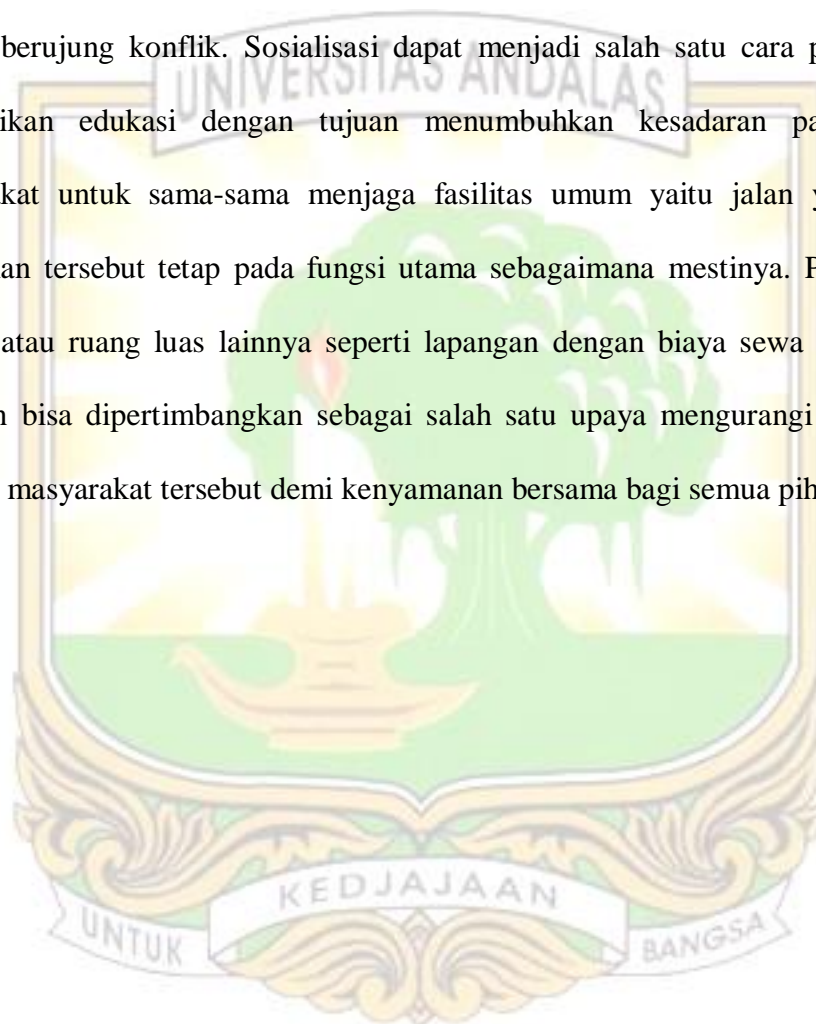 berujung konflik. Sosialisasi dapat menjadi salah satu cara p
ikan edukasi dengan tujuan menumbuhkan kesadaran pa
kat untuk sama-sama menjaga fasilitas umum yaitu jalan y
an tersebut tetap pada fungsi utama sebagaimana mestinya. P
atau ruang luas lainnya seperti lapangan dengan biaya sewa
n bisa dipertimbangkan sebagai salah satu upaya mengurangi
masyarakat tersebut demi kenyamanan bersama bagi semua pih
UNIVERSITAS ANDALAS
UNTUK KEDJAJAAN BANGSA